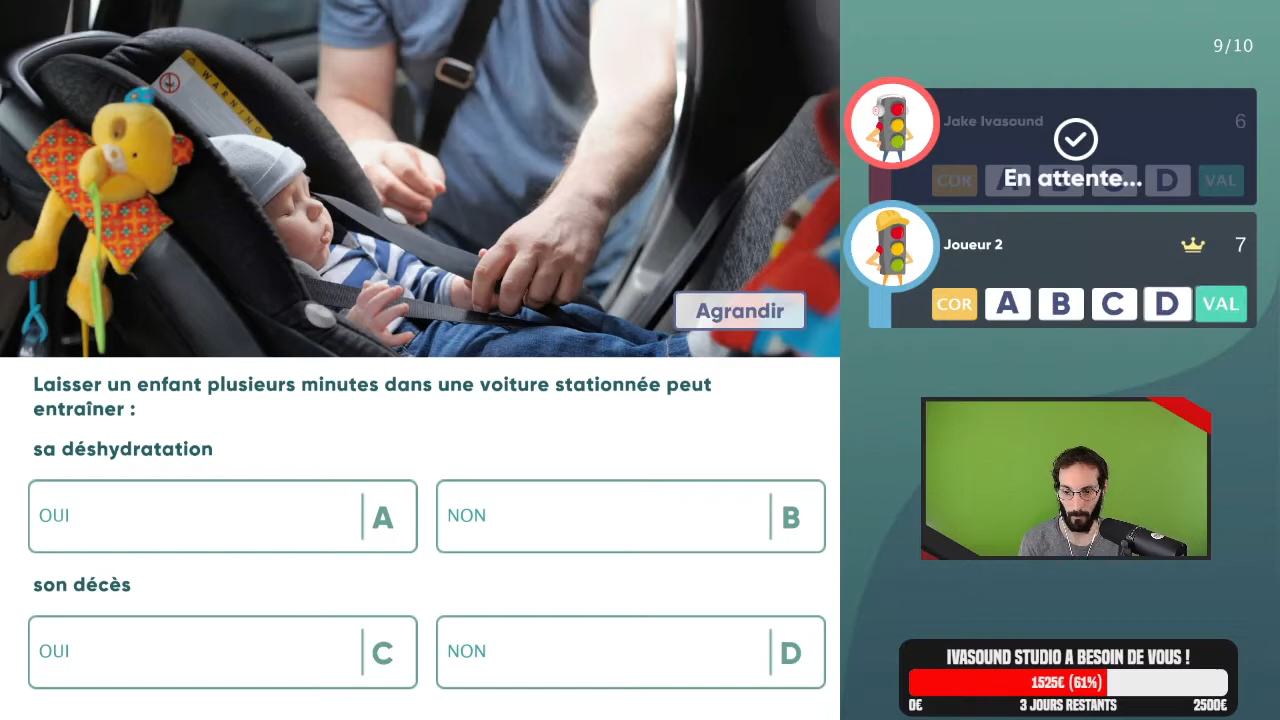 WARNING
Agrandir
Laisser un enfant plusieurs minutes dans une voiture stationnée peut
entraîner :
sa déshydratation
OUI A
NON B
son décès
OUI C
NON D
9/10
Jake Ivasound 6
En attente...
COR A D VAL
Joueur 2 7
COR A B C D VAL
IVASOUND STUDIO A BESOIN DE VOUS !
1525€ (61%)
0€ 3 JOURS RESTANTS 2500€